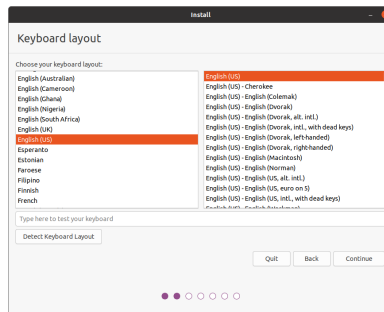 Install
Keyboard layout
Choose your keyboard layout:
English (Australian)
English (Cameroon)
English (Ghana)
English (Nigeria)
English (South Africa)
English (UK)
English (US)
Esperanto
Estonian
Faroese
Filipino
Finnish
French
English (US)
English (US) - Cherokee
English (US) - English (Colemak)
English (US) - English (Dvorak)
English (US) - English (Dvorak, alt. intl.)
English (US) - English (Dvorak, intl., with dead keys)
English (US) - English (Dvorak, left-handed)
English (US) - English (Dvorak, right-handed)
English (US) - English (Macintosh)
English (US) - English (Norman)
English (US) - English (US, alt. intl.)
English (US) - English (US, euro on 5)
English (US) - English (US, intl., with dead keys)
English (US) - English (Workman)
Type here to test your keyboard
Detect Keyboard Layout
Quit Back Continue